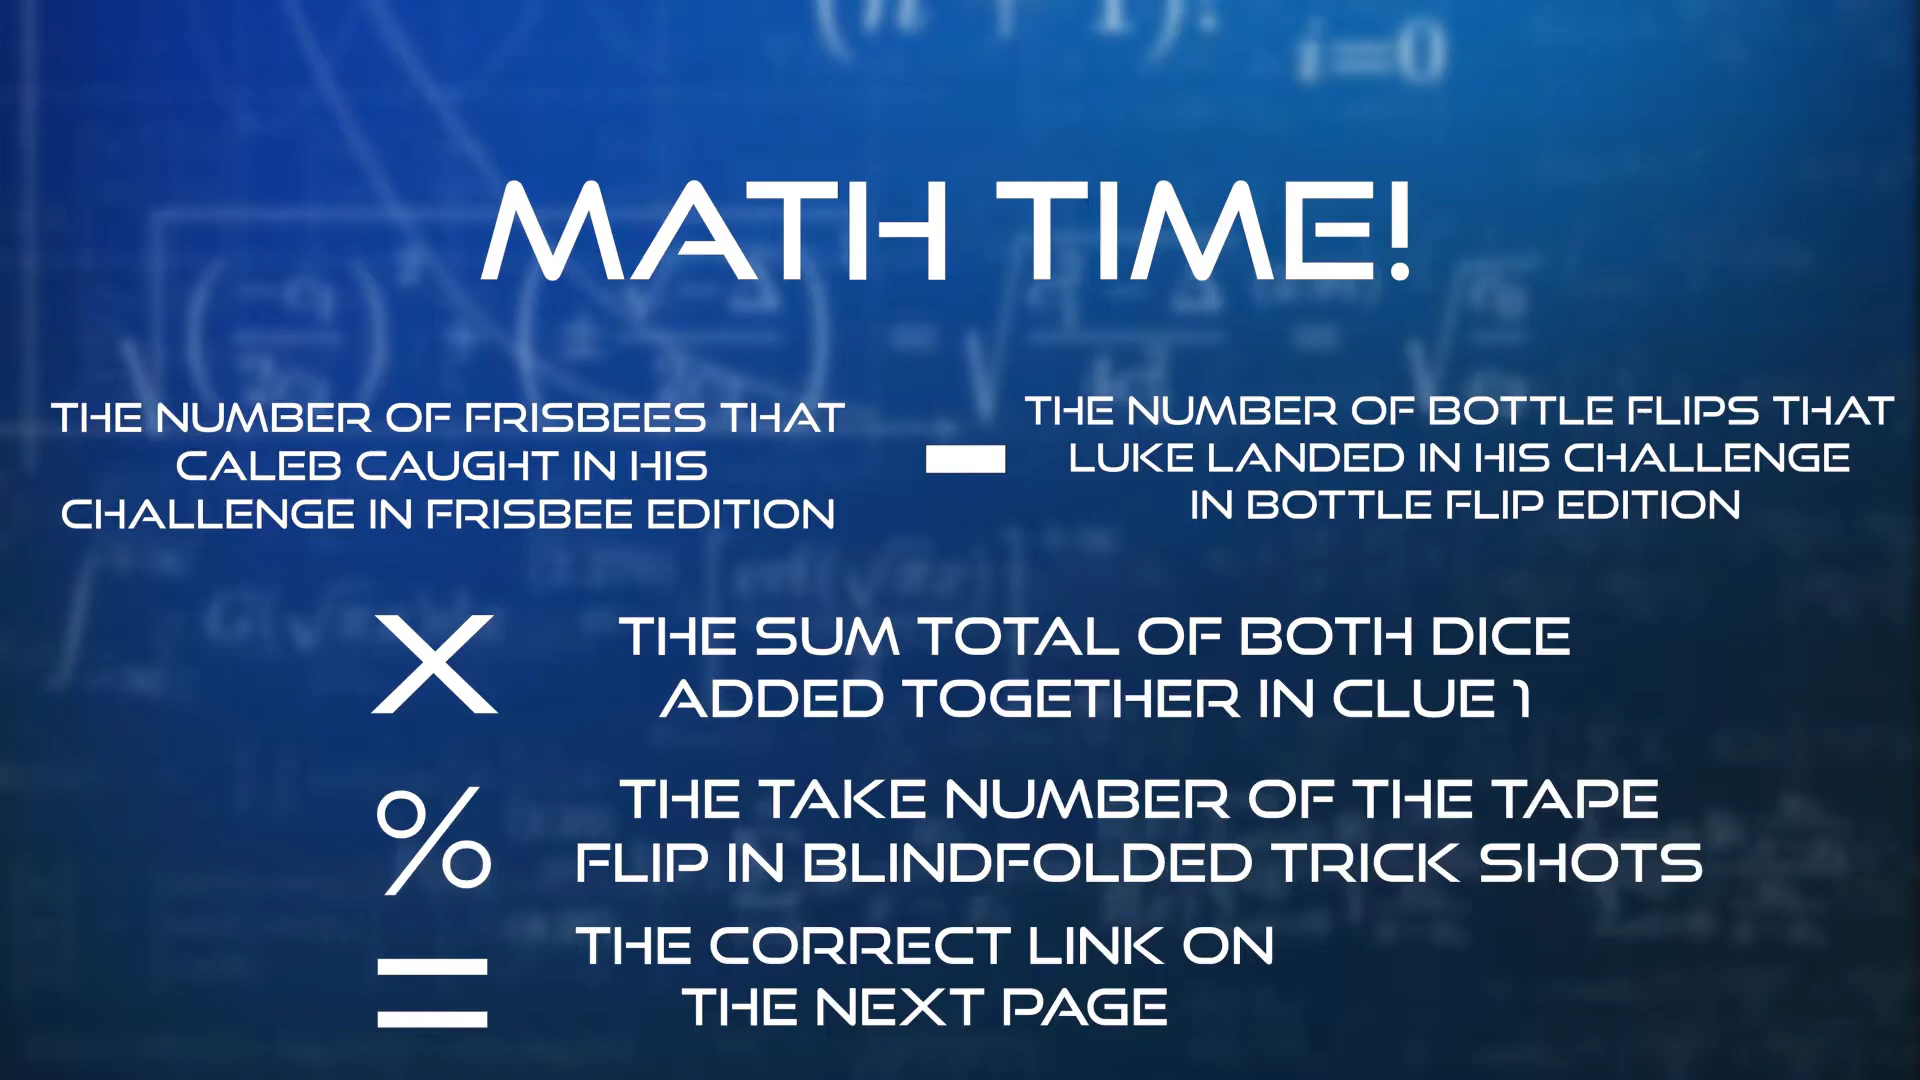 (n + 1)!
i=0
MATH TIME!
THE NUMBER OF FRISBEES THAT
CALEB CAUGHT IN HIS
CHALLENGE IN FRISBEE EDITION
-
THE NUMBER OF BOTTLE FLIPS THAT
LUKE LANDED IN HIS CHALLENGE
IN BOTTLE FLIP EDITION
X
THE SUM TOTAL OF BOTH DICE
ADDED TOGETHER IN CLUE 1
%
THE TAKE NUMBER OF THE TAPE
FLIP IN BLINDFOLDED TRICK SHOTS
=
THE CORRECT LINK ON
THE NEXT PAGE